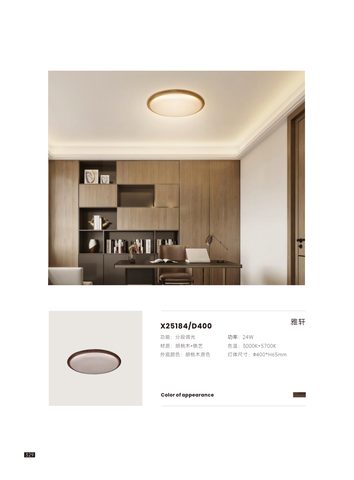 X25184/D400
雅轩
功能：分段调光
功率：24W
材质：胡桃木+铁艺
色温：3000K+5700K
外观颜色：胡桃木原色
灯体尺寸：Φ400*H65mm
Color of appearance
329